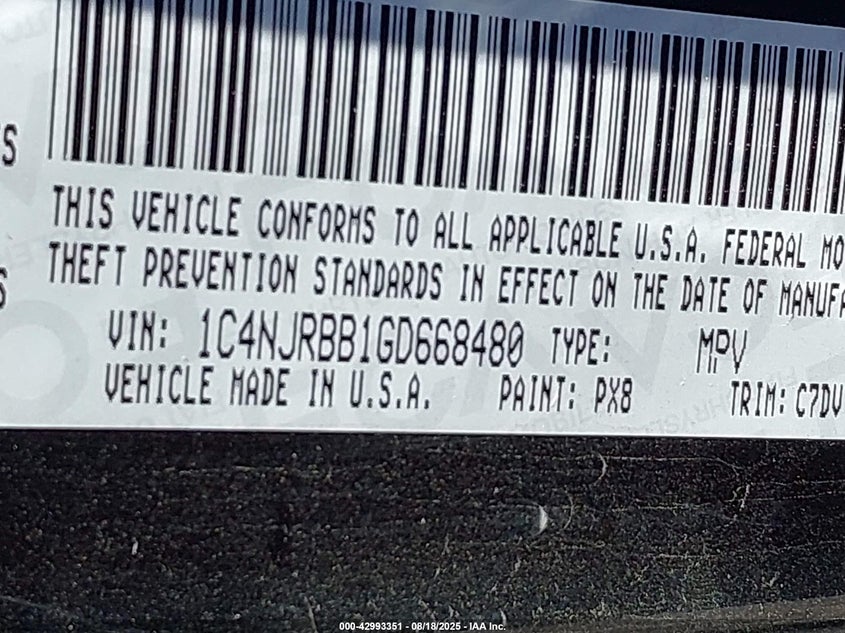 S
THIS VEHICLE CONFORMS TO ALL APPLICABLE U.S.A. FEDERAL MO
THEFT PREVENTION STANDARDS IN EFFECT ON THE DATE OF MANUFA
S
VIN: 1C4NJRBB1GD668480 TYPE: MPV
VEHICLE MADE IN U.S.A. PAINT: PX8 TRIM: C7DV
000-42993351 - 08/18/2025 - IAA Inc.